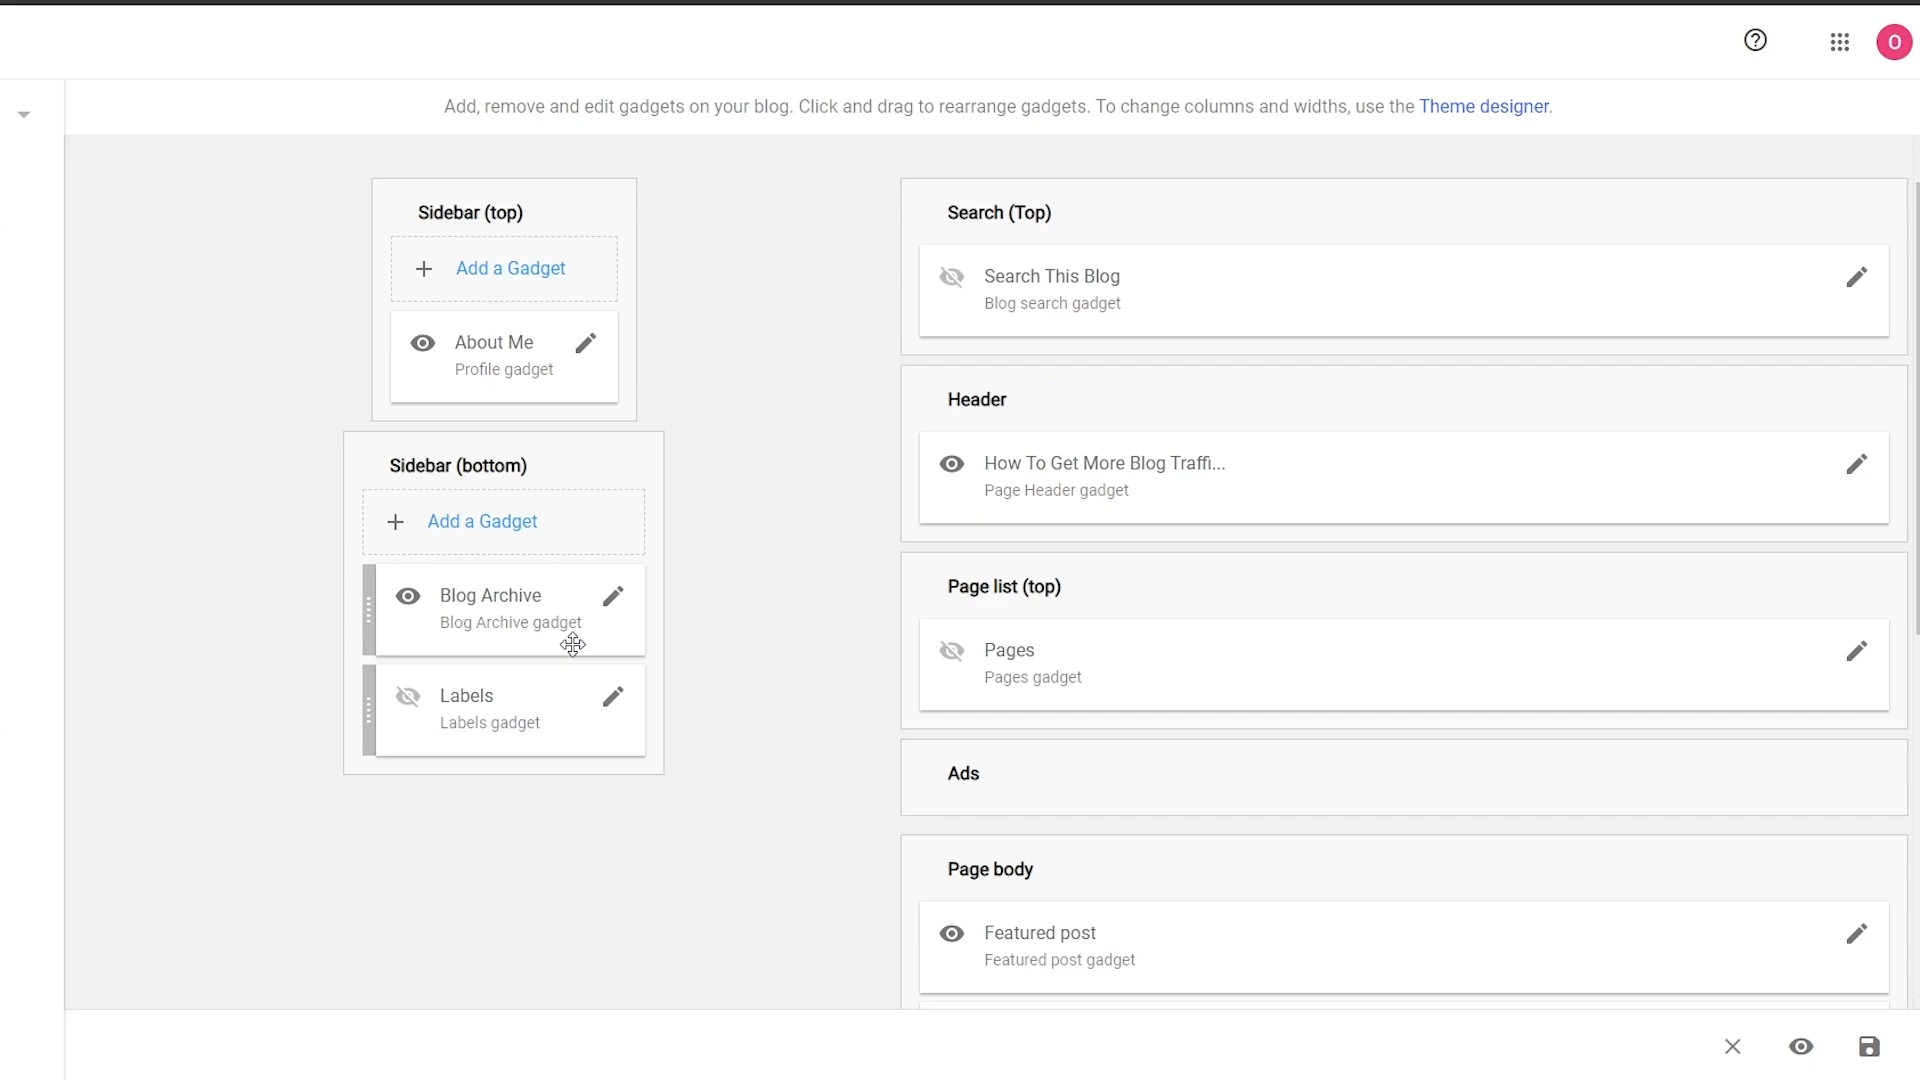 O
Add, remove and edit gadgets on your blog. Click and drag to rearrange gadgets. To change columns and widths, use the Theme designer.
Sidebar (top)
Add a Gadget
About Me
Profile gadget
Sidebar (bottom)
Add a Gadget
Blog Archive
Blog Archive gadget
Labels
Labels gadget
Search (Top)
Search This Blog
Blog search gadget
Header
How To Get More Blog Traffi...
Page Header gadget
Page list (top)
Pages
Pages gadget
Ads
Page body
Featured post
Featured post gadget